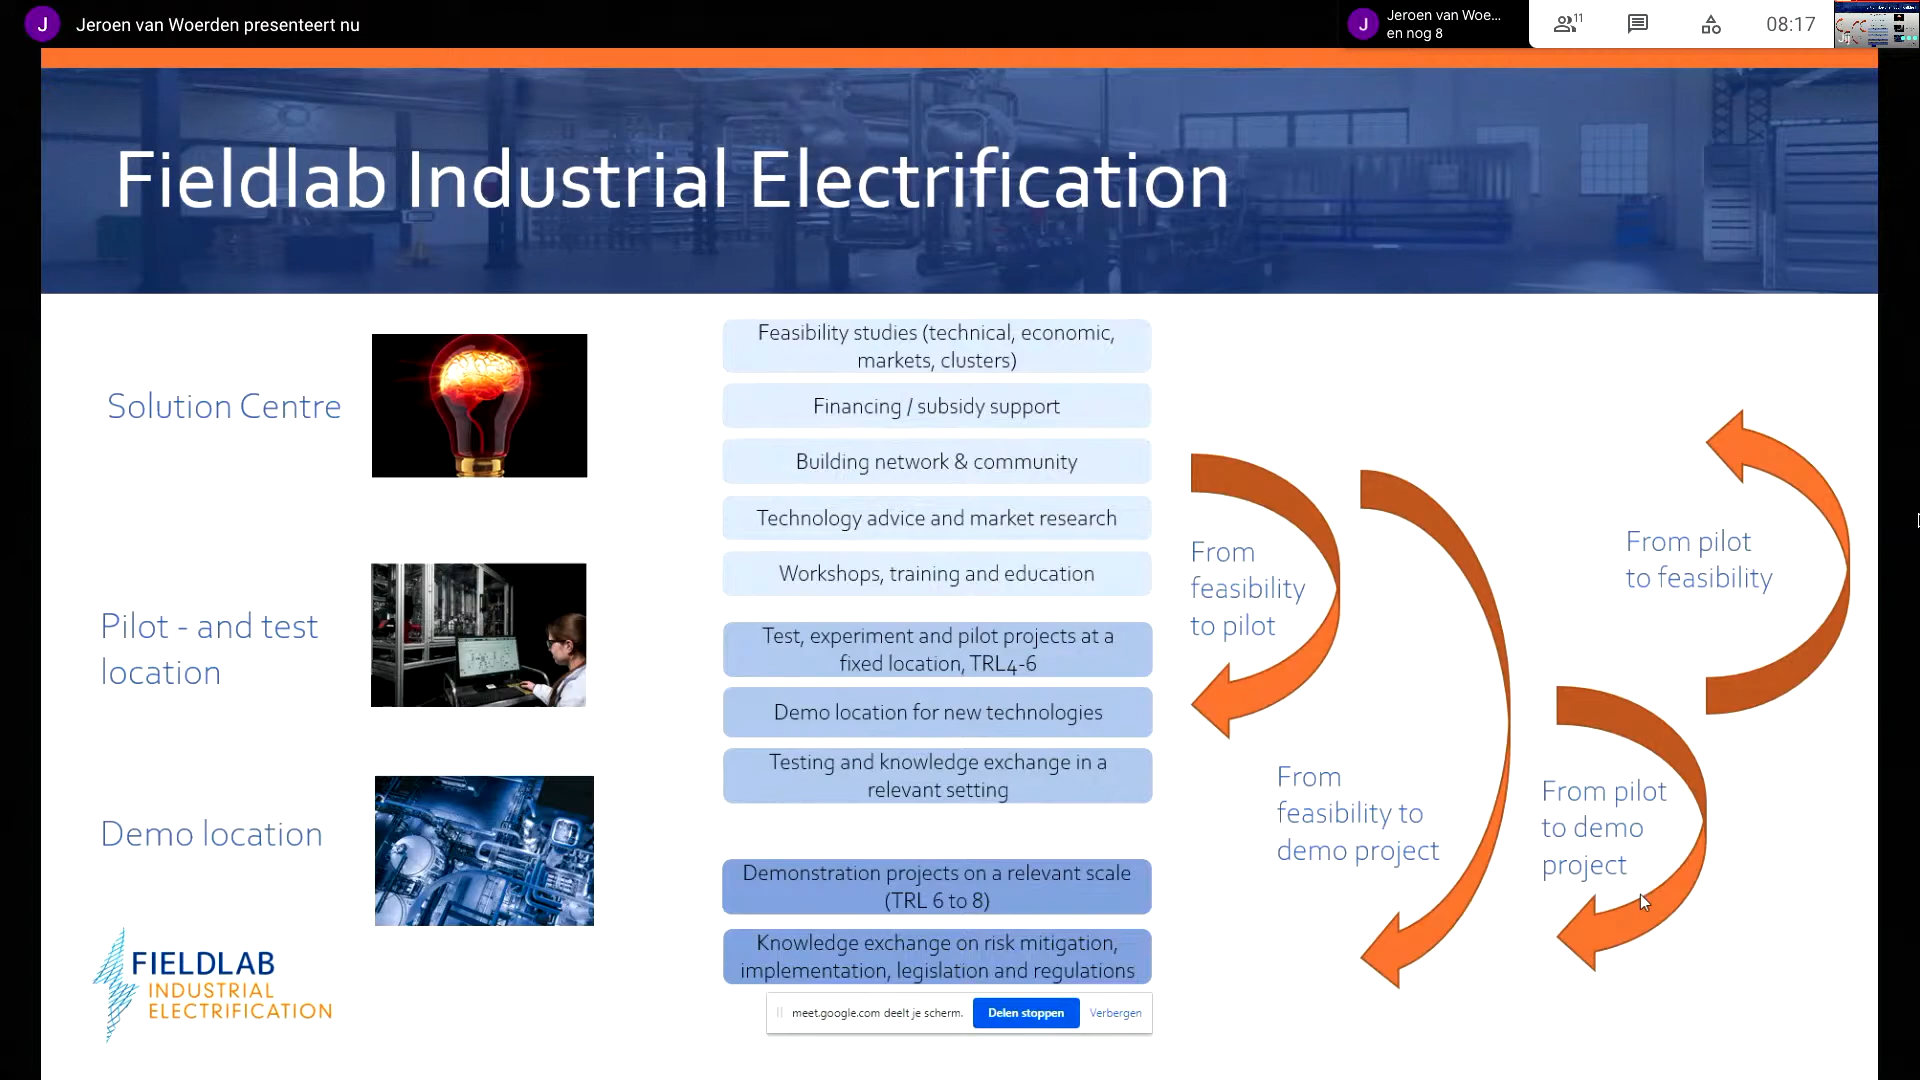 J
Jeroen van Woerden presenteert nu
J
Jeroen van Woe...
en nog 8
11
08:17
Jij
Fieldlab Industrial Electrification
Solution Centre
Pilot - and test
location
Demo location
Feasibility studies (technical, economic,
markets, clusters)
Financing / subsidy support
Building network & community
Technology advice and market research
Workshops, training and education
Test, experiment and pilot projects at a
fixed location, TRL4-6
Demo location for new technologies
Testing and knowledge exchange in a
relevant setting
Demonstration projects on a relevant scale
(TRL 6 to 8)
Knowledge exchange on risk mitigation,
implementation, legislation and regulations
From
feasibility
to pilot
From
feasibility to
demo project
From pilot
to demo
project
From pilot
to feasibility
FIELDLAB
INDUSTRIAL
ELECTRIFICATION
meet.google.com deelt je scherm.
Delen stoppen
Verbergen